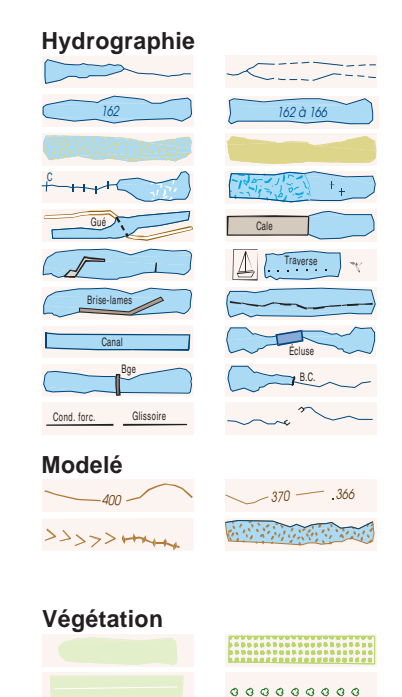 Hydrographie
162
162 à 166
C
Gué
Cale
Traverse
Brise-lames
Canal
Écluse
Bge
B.C.
Cond. forc. Glissoire
Modelé
400
370 .366
Végétation